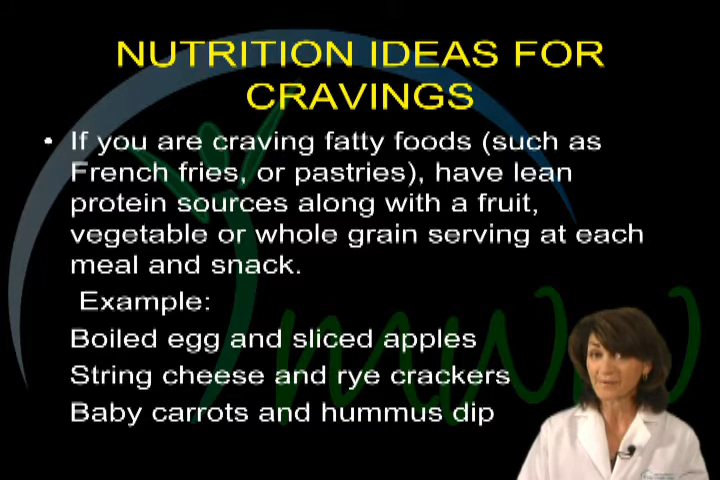 NUTRITION IDEAS FOR
CRAVINGS
• If you are craving fatty foods (such as
French fries, or pastries), have lean
protein sources along with a fruit,
vegetable or whole grain serving at each
meal and snack.
Example:
Boiled egg and sliced apples
String cheese and rye crackers
Baby carrots and hummus dip